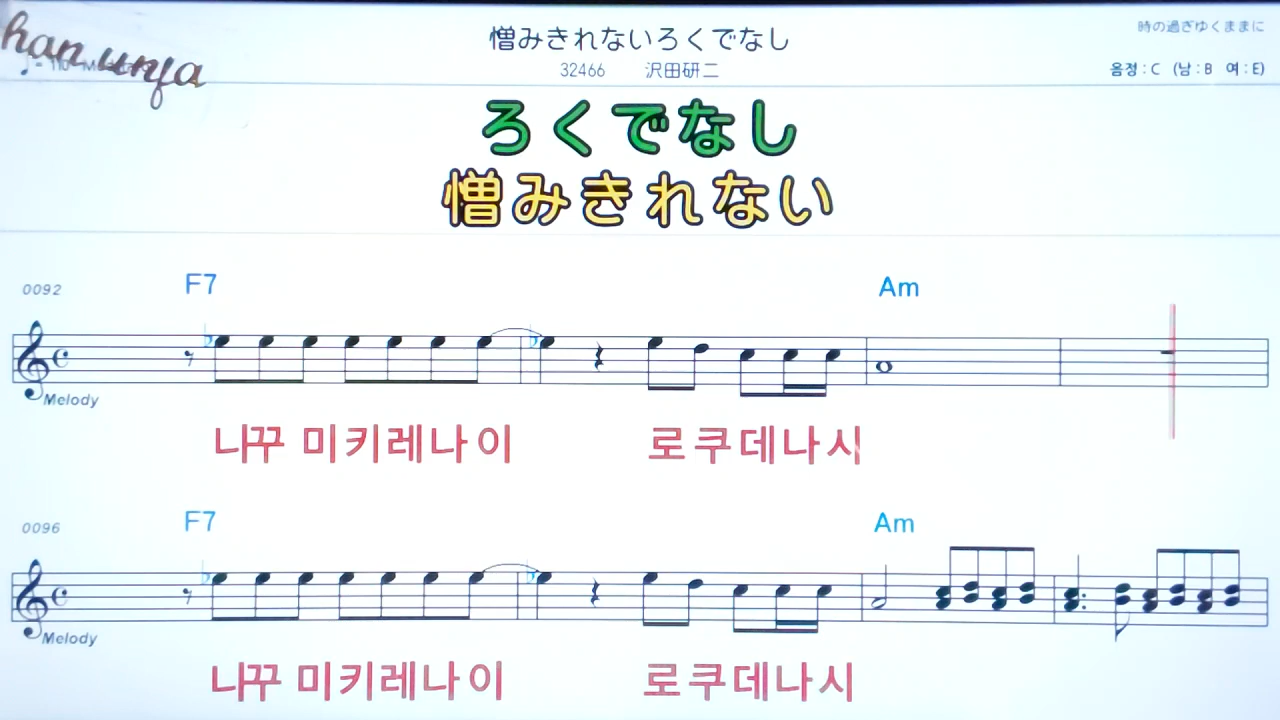 han unja
憎みきれないろくでなし
時の過ぎゆくままに
32466 沢田研二
음정 : C (남 : B 여 : E)
ろくでなし
憎みきれない
0092 F7 Am
Melody
니꾸 미키레나이 로쿠데나시
0096 F7 Am
Melody
니꾸 미키레나이 로쿠데나시